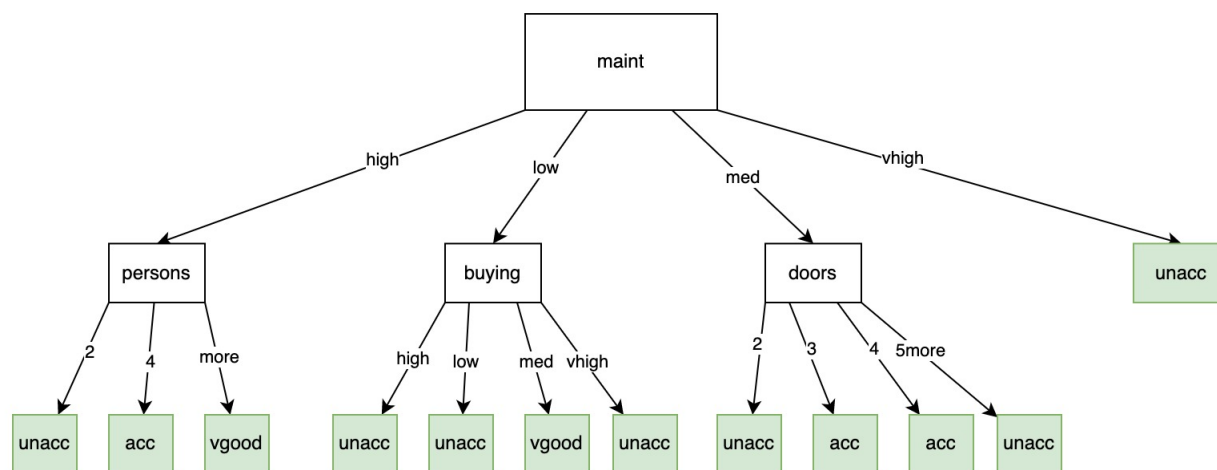 maint
high
low
med
vhigh
persons
buying
doors
unacc
2
4
more
high
low
med
vhigh
2
3
4
5more
unacc
acc
vgood
unacc
unacc
vgood
unacc
unacc
acc
acc
unacc